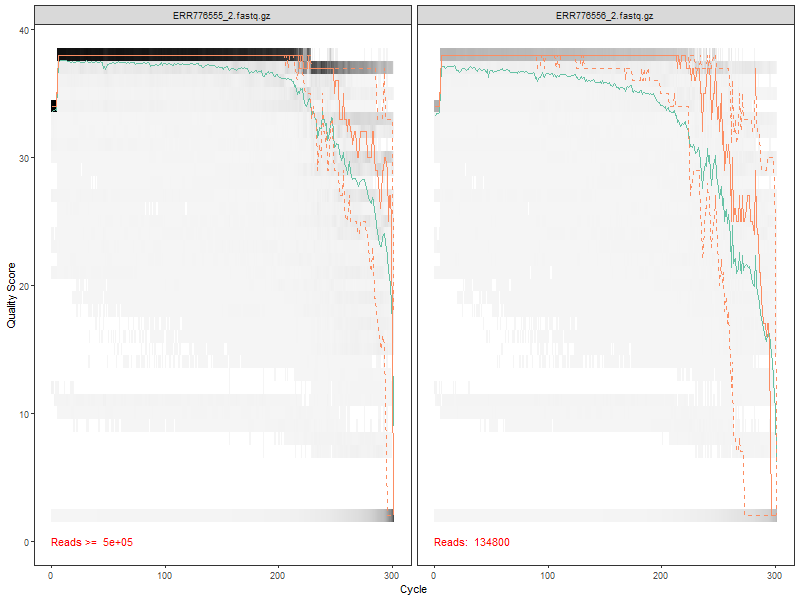 ERR776555_2.fastq.gz
ERR776556_2.fastq.gz
40
30
20
10
0
Quality Score
Reads >= 5e+05
Reads: 134800
0
100
200
300
0
100
200
300
Cycle